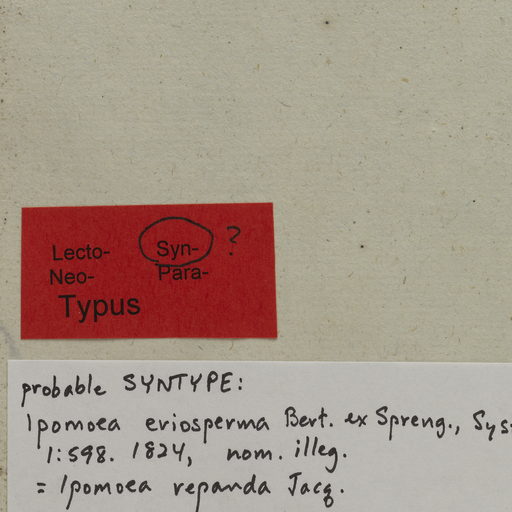 Lecto- Syn- ?
Neo- Para-
Typus
probable SYNTYPE:
Ipomoea eriosperma Bert. ex Spreng., Sys
1:598. 1824, nom. illeg.
= Ipomoea repanda Jacq.